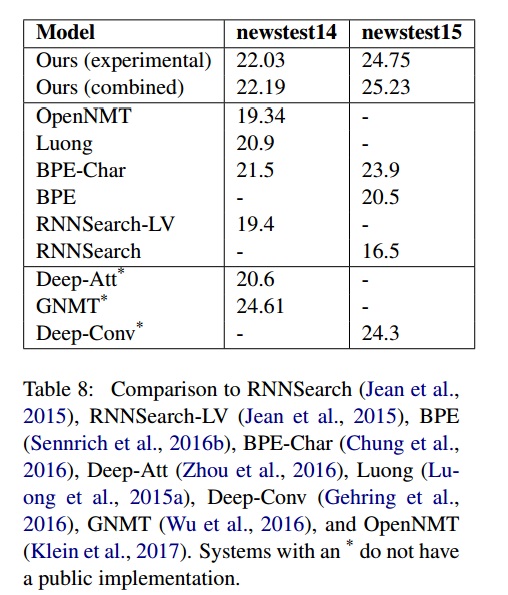 Model newstest14 newstest15
Ours (experimental) 22.03 24.75
Ours (combined) 22.19 25.23
OpenNMT 19.34 -
Luong 20.9 -
BPE-Char 21.5 23.9
BPE - 20.5
RNNSearch-LV 19.4 -
RNNSearch - 16.5
Deep-Att* 20.6 -
GNMT* 24.61 -
Deep-Conv* - 24.3
Table 8: Comparison to RNNSearch (Jean et al.,
2015), RNNSearch-LV (Jean et al., 2015), BPE
(Sennrich et al., 2016b), BPE-Char (Chung et al.,
2016), Deep-Att (Zhou et al., 2016), Luong (Lu-
ong et al., 2015a), Deep-Conv (Gehring et al.,
2016), GNMT (Wu et al., 2016), and OpenNMT
(Klein et al., 2017). Systems with an * do not have
a public implementation.